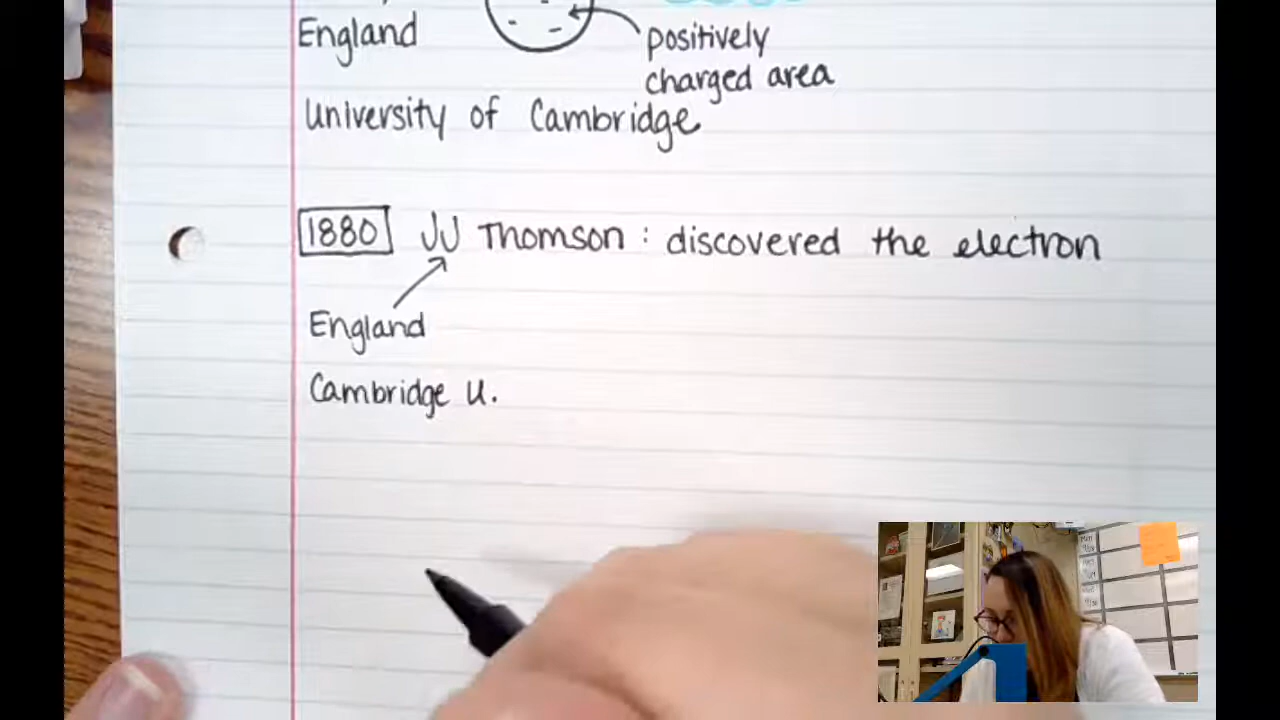 England
positively
charged area
University of Cambridge
1880 JJ Thomson : discovered the electron
England
Cambridge U.